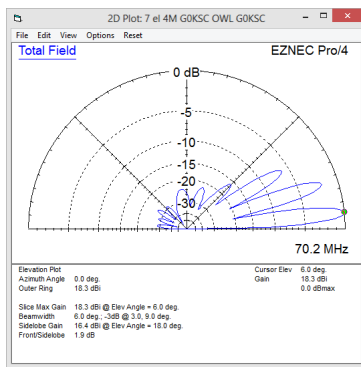 2D Plot: 7 el 4M G0KSC OWL G0KSC
File Edit View Options Reset
Total Field
EZNEC Pro/4
0 dB
-5
-10
-15
-20
-30
70.2 MHz
Elevation Plot
Azimuth Angle 0.0 deg.
Outer Ring 18.3 dBi
Cursor Elev 6.0 deg.
Gain 18.3 dBi
0.0 dBmax
Slice Max Gain 18.3 dBi @ Elev Angle = 6.0 deg.
Beamwidth 6.0 deg.; -3dB @ 3.0, 9.0 deg.
Sidelobe Gain 16.4 dBi @ Elev Angle = 18.0 deg.
Front/Sidelobe 1.9 dB